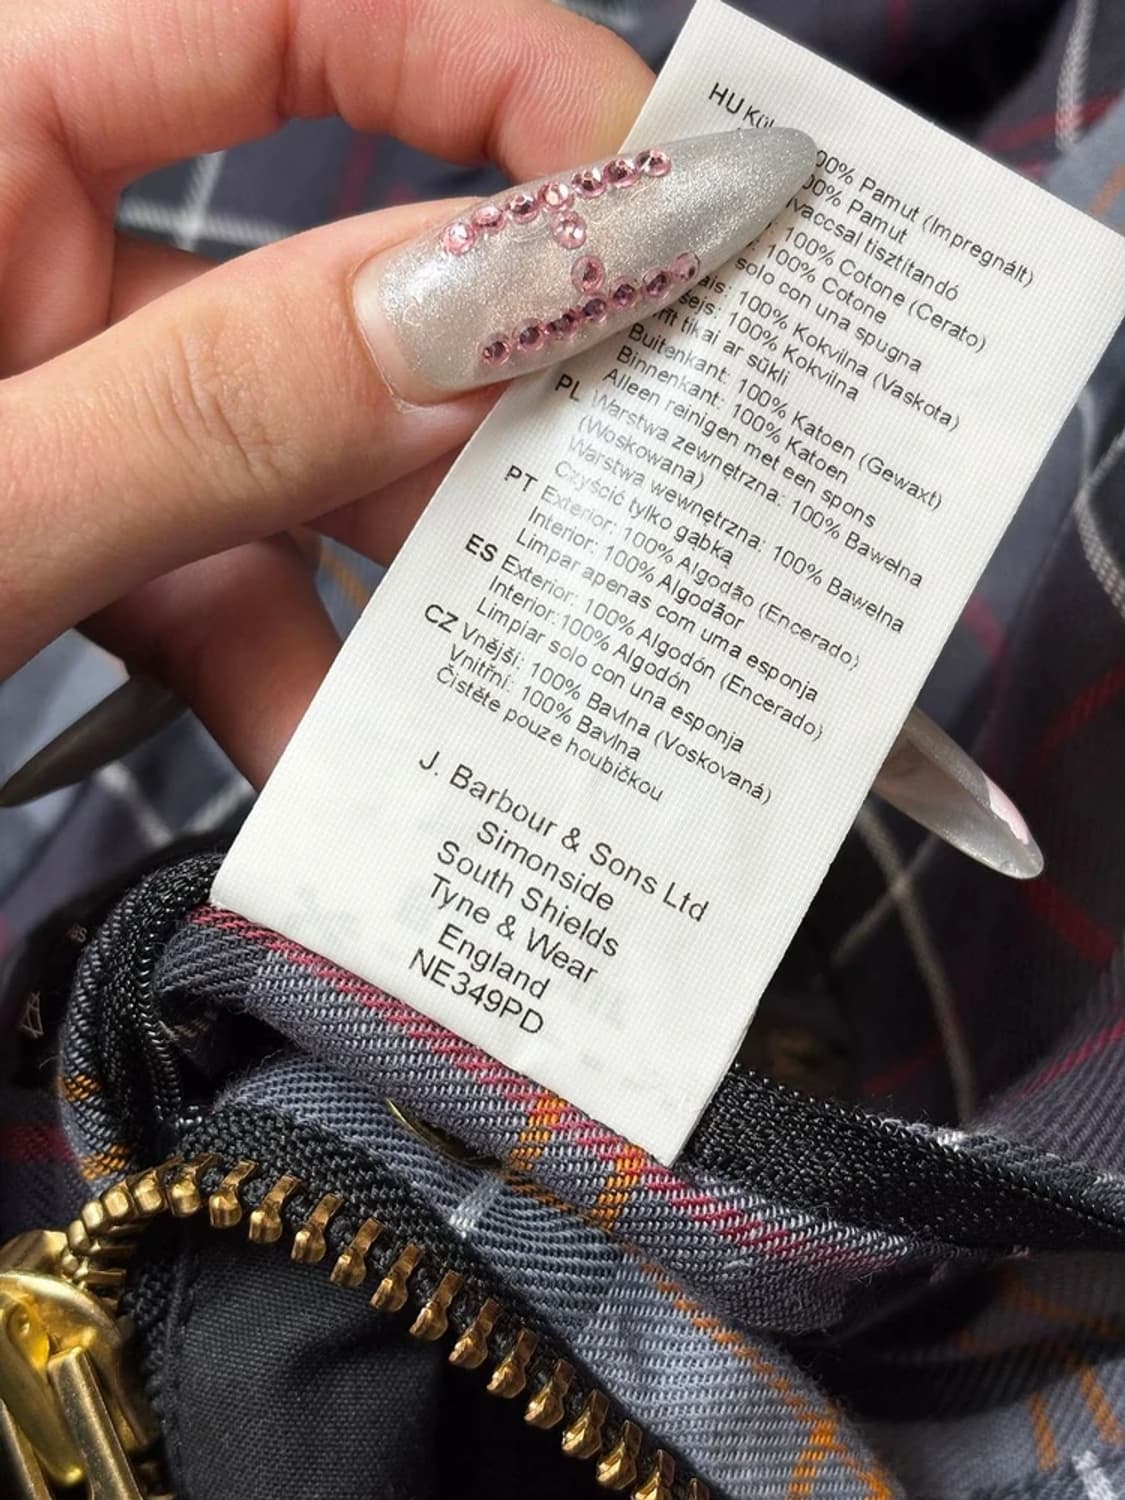 HU
00% Pamut (Impregnált)
00% Pamut
tisztítandó
100% Cotone (Cerato)
100% Cotone
solo con una spugna
100% Kokvilna (Vaskota)
100% Kokvilna
tikai ar sūkli
Buitenkant: 100% Katoen (Gewaxt)
Binnenkant: 100% Katoen
Alleen reinigen met een spons
PL Warstwa zewnętrzna: 100% Bawełna
(Woskowana)
Warstwa wewnętrzna: 100% Bawełna
Czyścić tylko gąbką
PT Exterior: 100% Algodão (Encerado)
Interior: 100% Algodãor
Limpar apenas com uma esponja
ES Exterior: 100% Algodón (Encerado)
Interior:100% Algodón
Limpiar solo con una esponja
CZ Vnější: 100% Bavlna (Voskovaná)
Vnitřní: 100% Bavlna
Čistěte pouze houbičkou
J. Barbour & Sons Ltd
Simonside
South Shields
Tyne & Wear
England
NE349PD